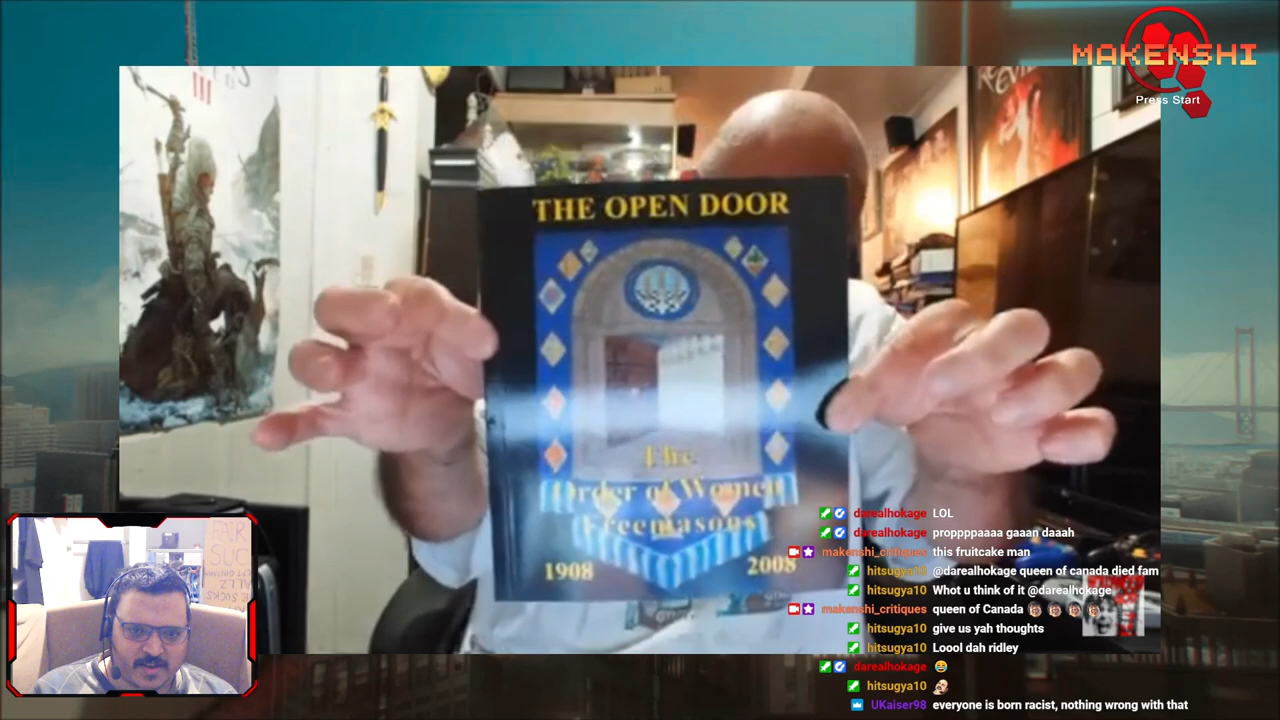 MAKENSHI
Press Start
III
THE OPEN DOOR
The
Order of Women
Freemasons
1908
2008
FAIR
SUC
darealhokage LOL
darealhokage proppppaaaa gaaan daaah
makenshi_critiques this fruitcake man
hitsugya10 @darealhokage queen of canada died fam
hitsugya10 Whot u think of it @darealhokage
makenshi_critiques queen of Canada
hitsugya10 give us yah thoughts
hitsugya10 Loool dah ridley
darealhokage
hitsugya10
UKaiser98 everyone is born racist, nothing wrong with that